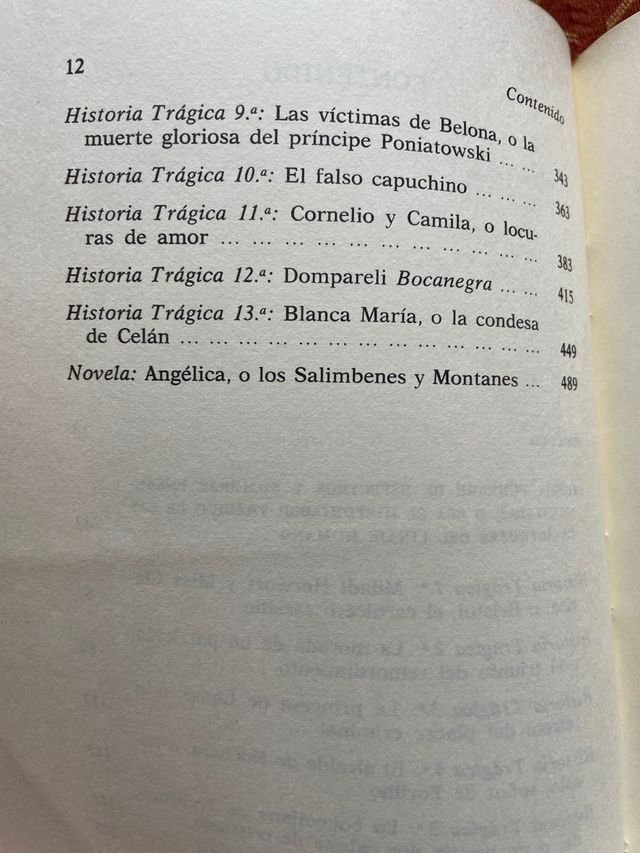 12
Contenido
Historia Trágica 9.ª: Las víctimas de Belona, o la
muerte gloriosa del príncipe Poniatowski ... ... 343
Historia Trágica 10.ª: El falso capuchino ... ... ... 363
Historia Trágica 11.ª: Cornelio y Camila, o locu-
ras de amor ... ... ... ... ... ... ... ... ... ... ... 383
Historia Trágica 12.ª: Dompareli Bocanegra ... ... 415
Historia Trágica 13.ª: Blanca María, o la condesa
de Celán ... ... ... ... ... ... ... ... ... ... ... ... 449
Novela: Angélica, o los Salimbenes y Montanes ... 489